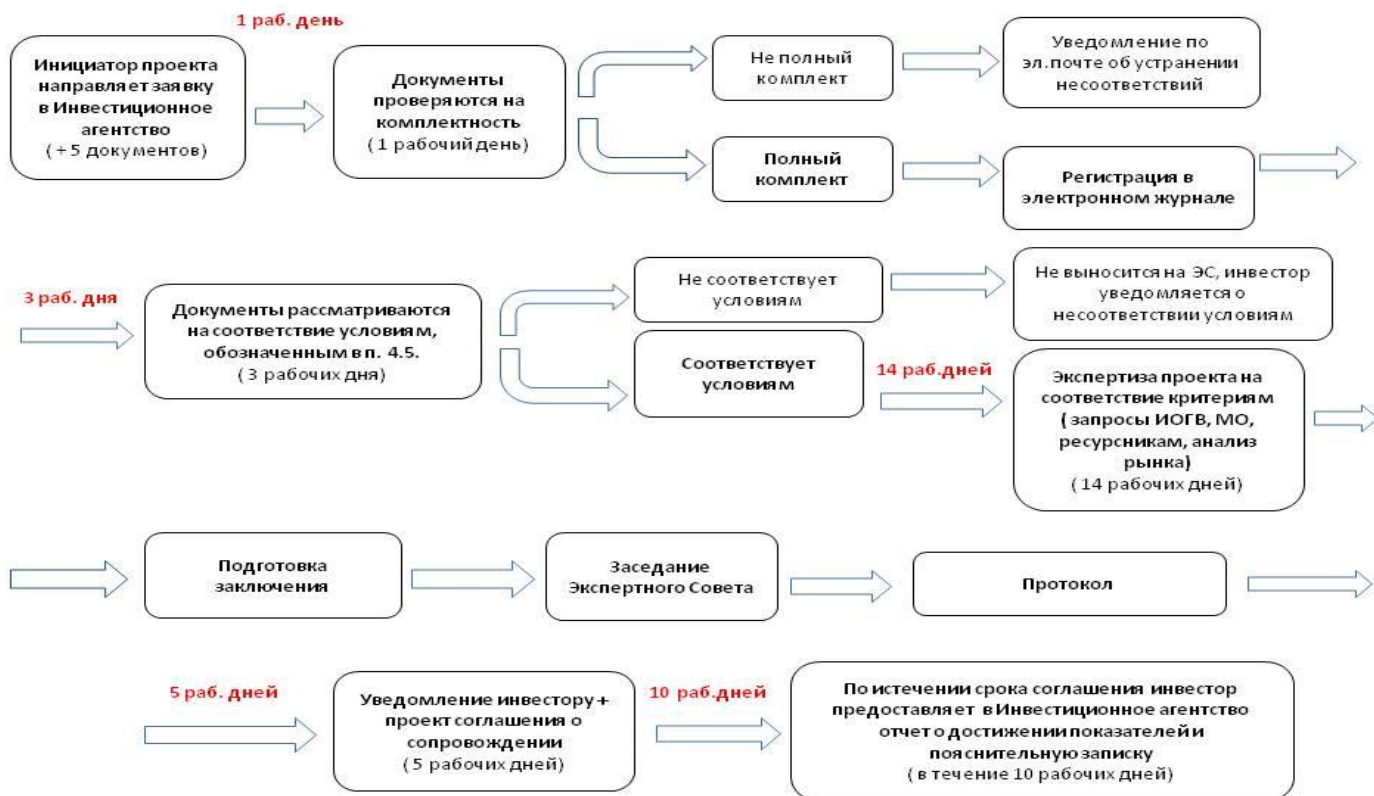 1 раб. день
Инициатор проекта
направляет заявку
в Инвестиционное
агентство
( + 5 документов)
Документы
проверяются на
комплектность
( 1 рабочий день)
Не полный
комплект
Уведомление по
эл.почте об устранении
несоответствий
Полный
комплект
Регистрация в
электронном журнале
3 раб. дня
Документы рассматриваются
на соответствие условиям,
обозначенным в п. 4.5.
( 3 рабочих дня)
Не соответствует
условиям
Не выносится на ЭС, инвестор
уведомляется о
несоответствии условиям
Соответствует
условиям
14 раб.дней
Экспертиза проекта на
соответствие критериям
( запросы ИОГВ, МО,
ресурсникам, анализ
рынка)
( 14 рабочих дней)
Подготовка
заключения
Заседание
Экспертного Совета
Протокол
5 раб. дней
Уведомление инвестору +
проект соглашения о
сопровождении
( 5 рабочих дней)
10 раб.дней
По истечении срока соглашения инвестор
предоставляет в Инвестиционное агентство
отчет о достижении показателей и
пояснительную записку
( в течение 10 рабочих дней)